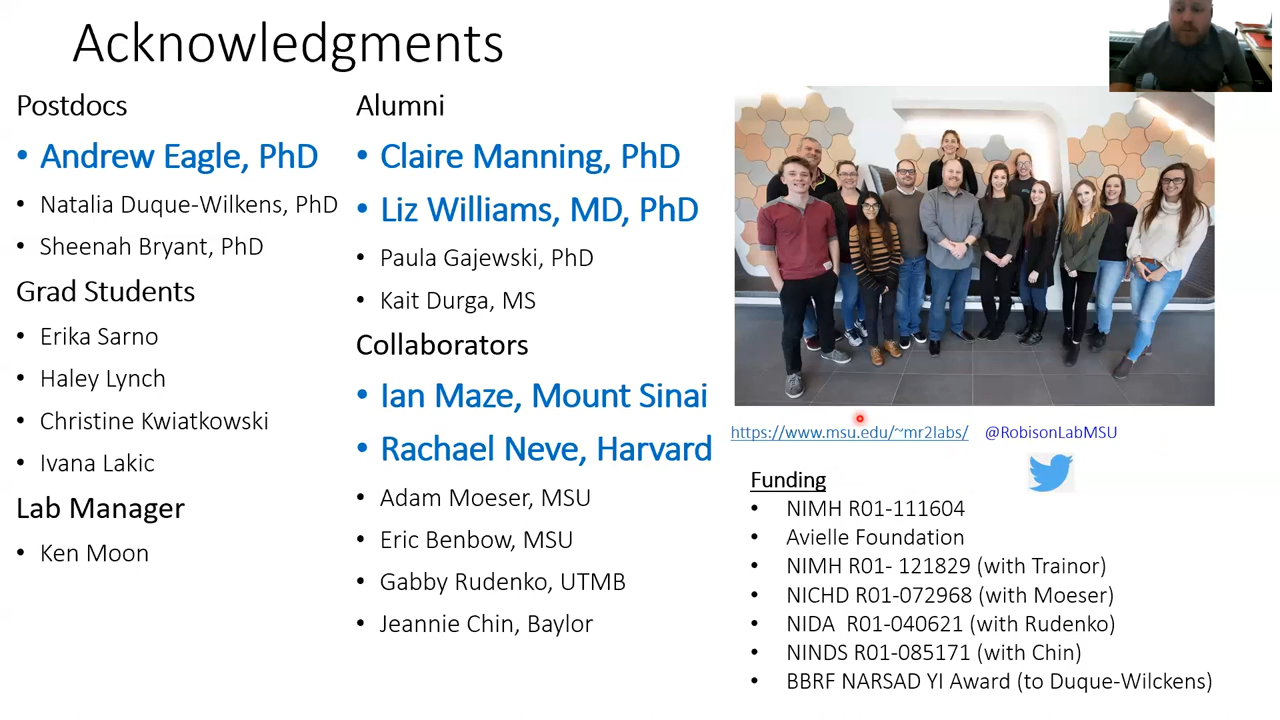 Acknowledgments
Postdocs
• Andrew Eagle, PhD
• Natalia Duque-Wilkens, PhD
• Sheenah Bryant, PhD
Grad Students
• Erika Sarno
• Haley Lynch
• Christine Kwiatkowski
• Ivana Lakic
Lab Manager
• Ken Moon
Alumni
• Claire Manning, PhD
• Liz Williams, MD, PhD
• Paula Gajewski, PhD
• Kait Durga, MS
Collaborators
• Ian Maze, Mount Sinai
• Rachael Neve, Harvard
• Adam Moeser, MSU
• Eric Benbow, MSU
• Gabby Rudenko, UTMB
• Jeannie Chin, Baylor
https://www.msu.edu/~mr2labs/ @RobisonLabMSU
Funding
• NIMH R01-111604
• Avielle Foundation
• NIMH R01- 121829 (with Trainor)
• NICHD R01-072968 (with Moeser)
• NIDA R01-040621 (with Rudenko)
• NINDS R01-085171 (with Chin)
• BBRF NARSAD YI Award (to Duque-Wilckens)